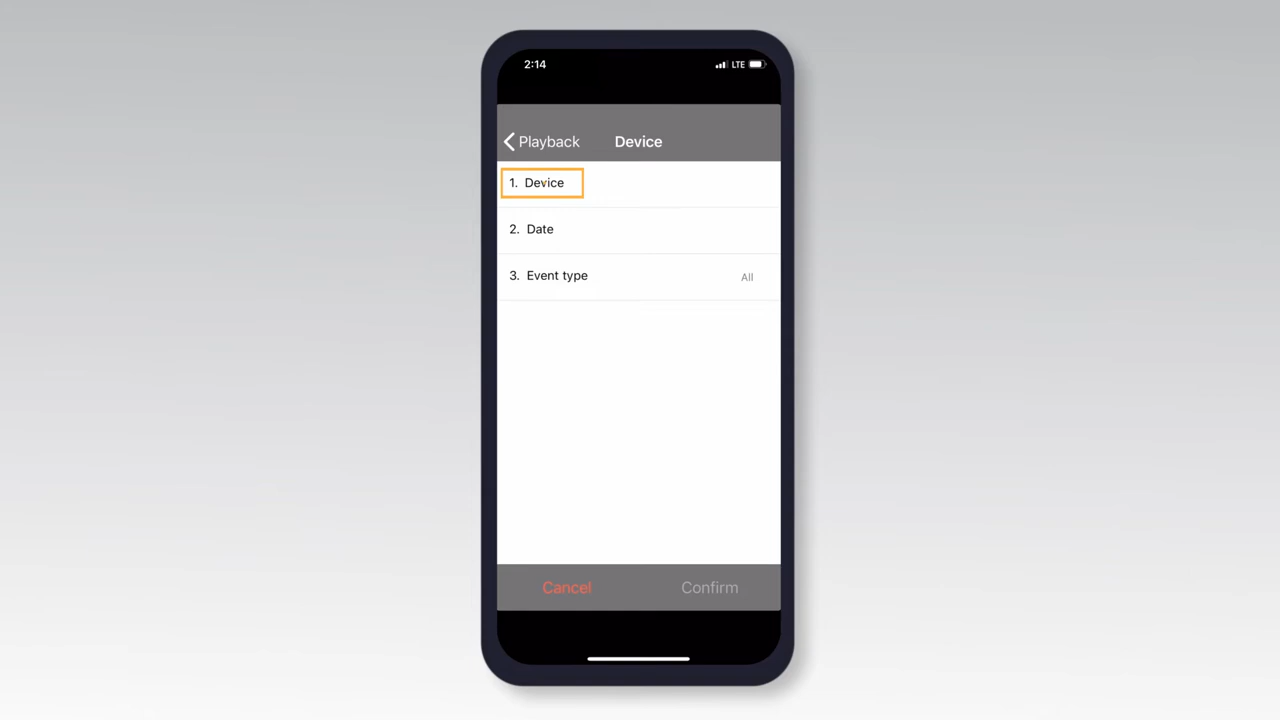 2:14 LTE
Playback Device
1. Device
2. Date
3. Event type All
Cancel Confirm